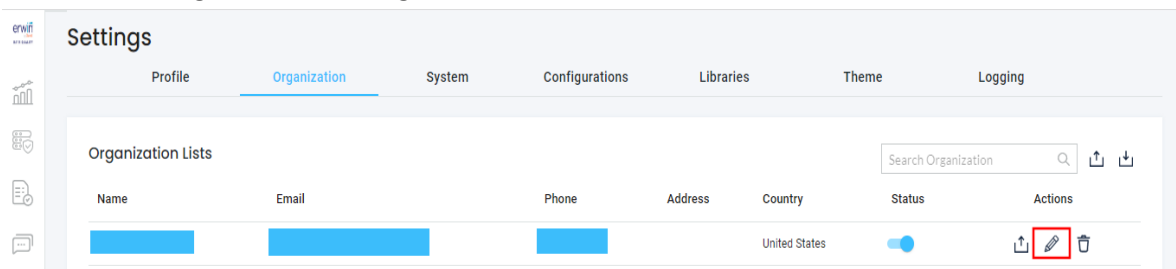 erwin
Settings
Profile Organization System Configurations Libraries Theme Logging
Organization Lists
Search Organization
Name Email Phone Address Country Status Actions
United States